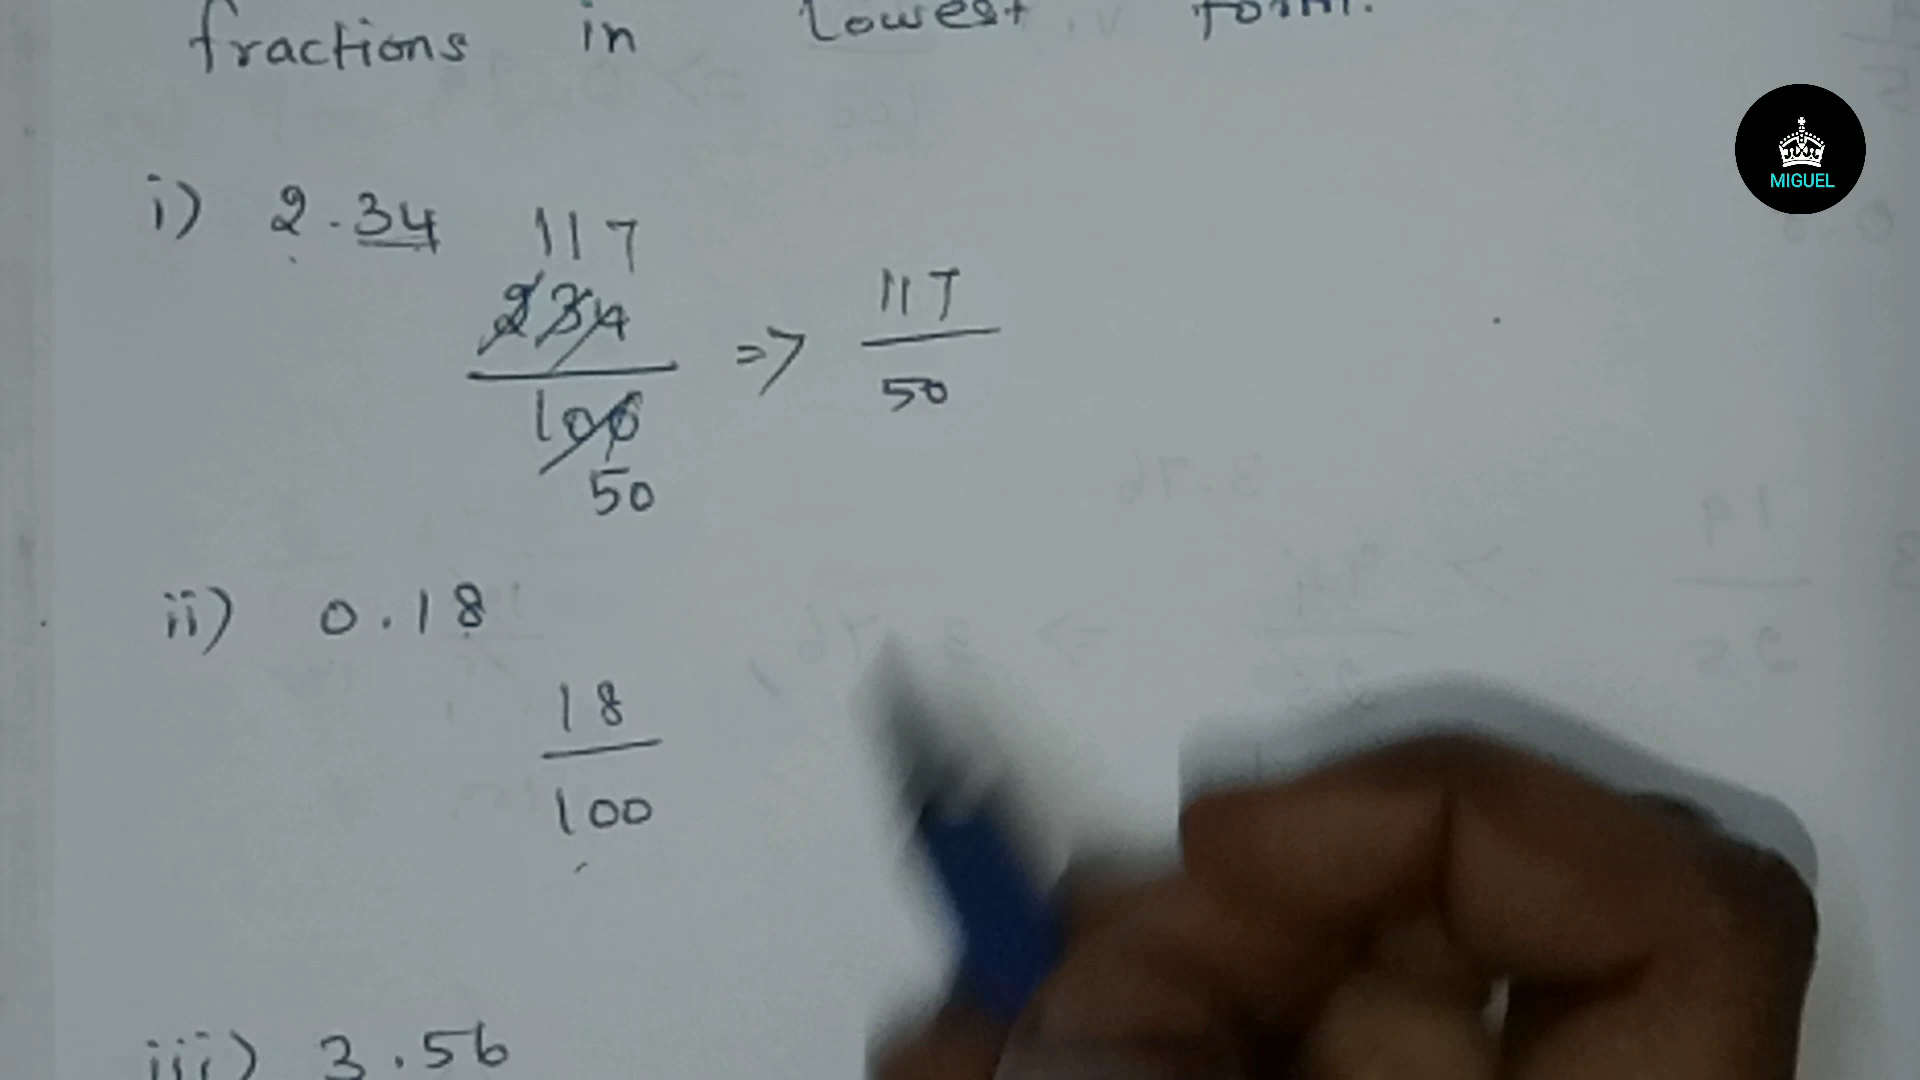 fractions in lowest form.
i) 2.34
117
234
100
50
=> 117
50
ii) 0.18
18
100
iii) 3.56
MIGUEL